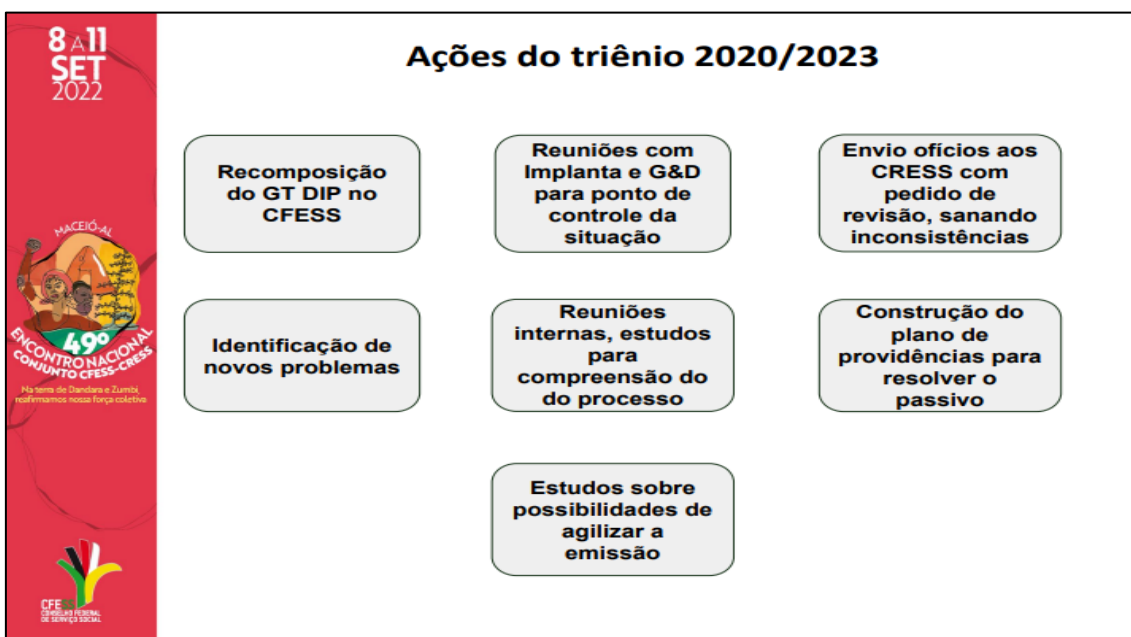 8 A 11
SET
2022
Ações do triênio 2020/2023
Recomposição
do GT DIP no
CFESS
Reuniões com
Implanta e G&D
para ponto de
controle da
situação
Envio ofícios aos
CRESS com
pedido de
revisão, sanando
inconsistências
Identificação de
novos problemas
Reuniões
internas, estudos
para
compreensão do
do processo
Construção do
plano de
providências para
resolver o
passivo
Estudos sobre
possibilidades de
agilizar a
emissão
MACEIÓ-AL
49º
ENCONTRO NACIONAL
CONJUNTO CFESS-CRESS
Na terra de Dandara e Zumbi,
reafirmamos nossa força coletiva
CFESS
CONSELHO FEDERAL
DE SERVIÇO SOCIAL